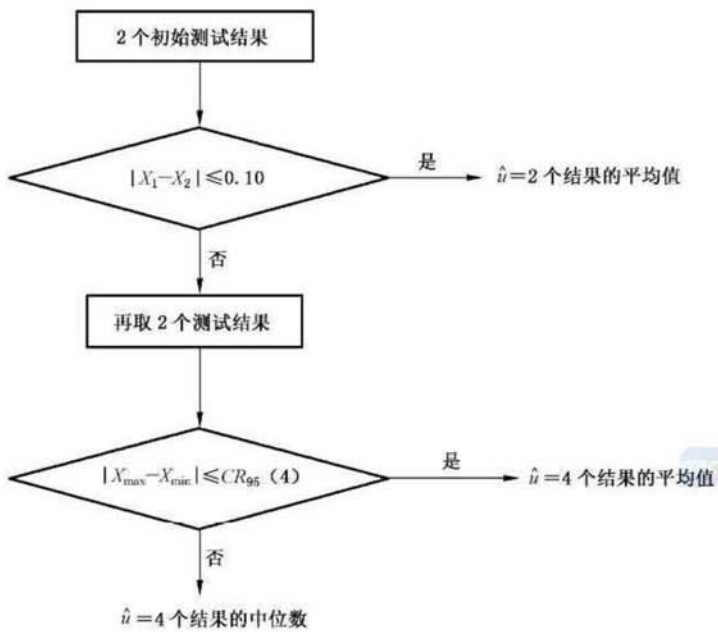 2 个初始测试结果
|X₁−X₂|≤0.10
是
û=2 个结果的平均值
否
再取 2 个测试结果
|Xmax−Xmin|≤CR₉₅ (4)
是
û=4 个结果的平均值
否
û=4 个结果的中位数